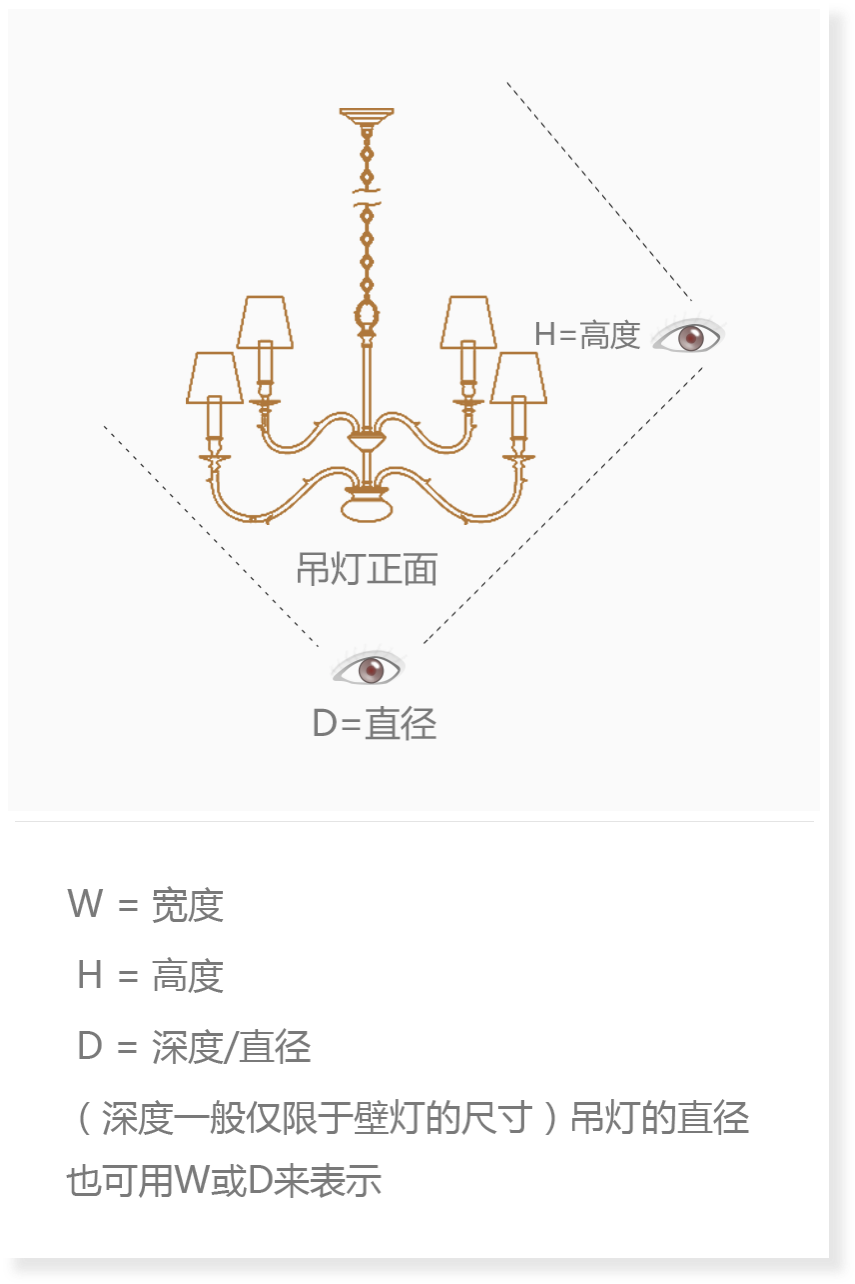 H=高度
吊灯正面
D=直径
W = 宽度
H = 高度
D = 深度/直径
（深度一般仅限于壁灯的尺寸）吊灯的直径
也可用W或D来表示